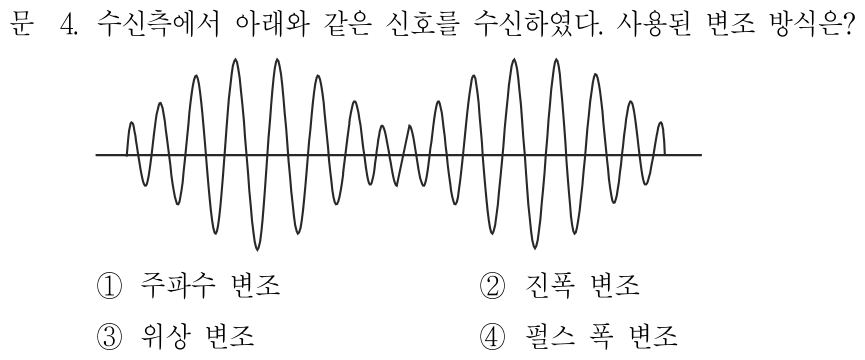 문 4. 수신측에서 아래와 같은 신호를 수신하였다. 사용된 변조 방식은?
① 주파수 변조 ② 진폭 변조
③ 위상 변조 ④ 펄스 폭 변조